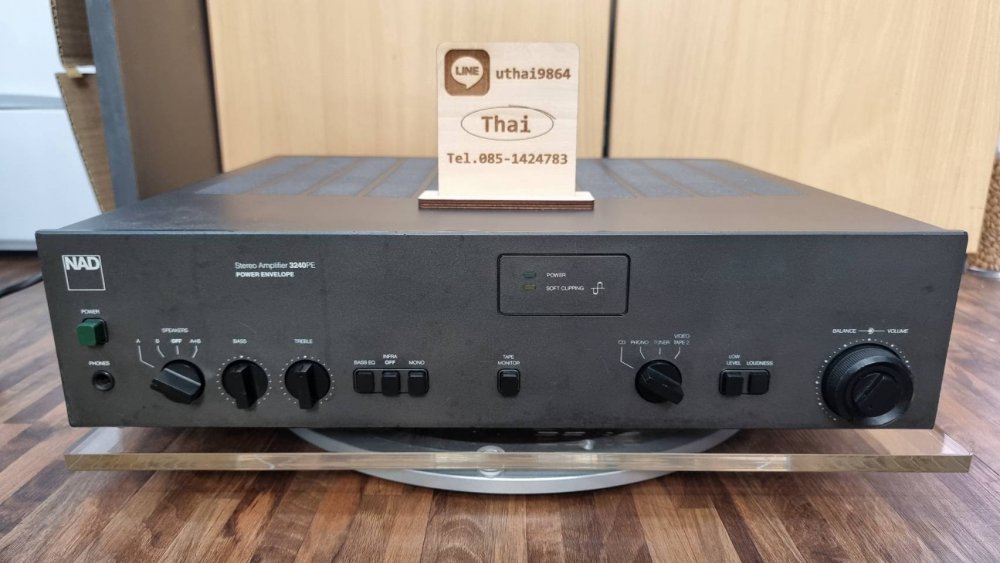 LINE uthai9864
Thai
Tel.085-1424783
NAD
Stereo Amplifier 3240PE
POWER ENVELOPE
POWER
SOFT CLIPPING
POWER
PHONES
SPEAKERS
A B OFF A+B
BASS
TREBLE
BASS EQ
INFRA OFF
MONO
TAPE MONITOR
CD PHONO TUNER VIDEO TAPE 2
LOW LEVEL
LOUDNESS
BALANCE VOLUME